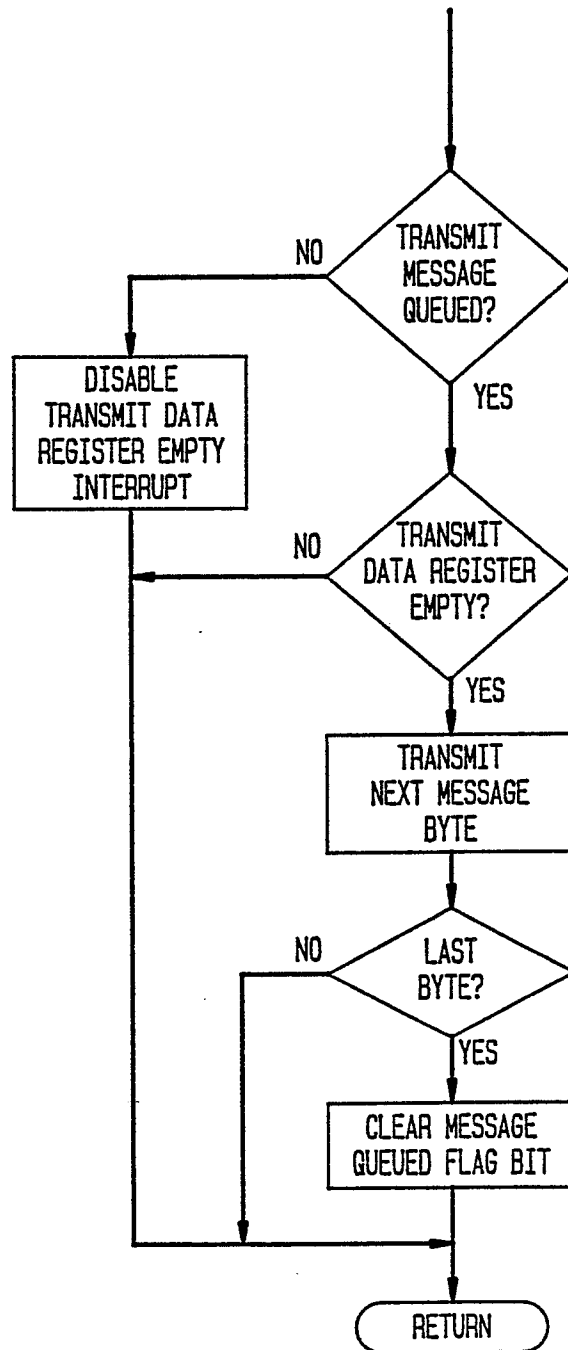 TRANSMIT
MESSAGE
QUEUED?
NO
YES
DISABLE
TRANSMIT DATA
REGISTER EMPTY
INTERRUPT
TRANSMIT
DATA REGISTER
EMPTY?
NO
YES
TRANSMIT
NEXT MESSAGE
BYTE
LAST
BYTE?
NO
YES
CLEAR MESSAGE
QUEUED FLAG BIT
RETURN